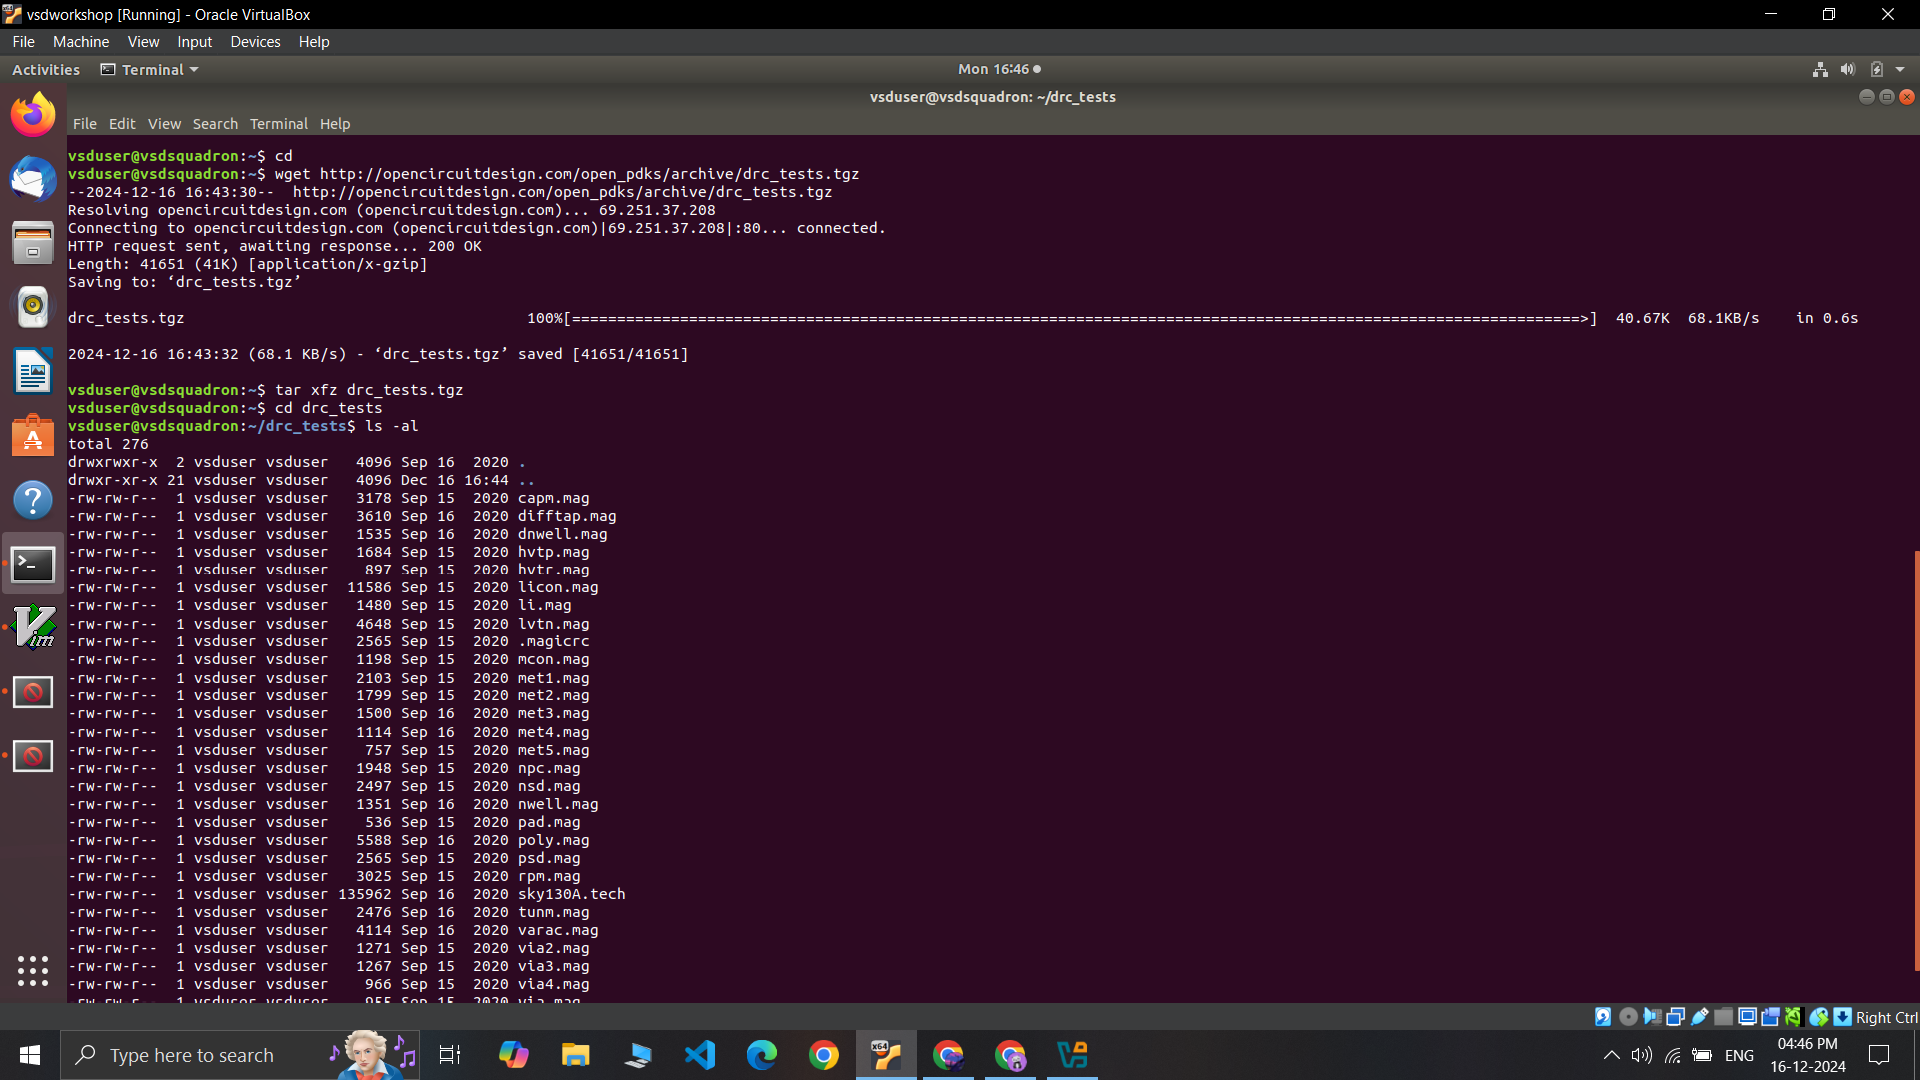 vsdworkshop [Running] - Oracle VirtualBox
File Machine View Input Devices Help
Activities Terminal Mon 16:46
vsduser@vsdsquadron: ~/drc_tests
File Edit View Search Terminal Help
vsduser@vsdsquadron:~$ cd
vsduser@vsdsquadron:~$ wget http://opencircuitdesign.com/open_pdks/archive/drc_tests.tgz
--2024-12-16 16:43:30--  http://opencircuitdesign.com/open_pdks/archive/drc_tests.tgz
Resolving opencircuitdesign.com (opencircuitdesign.com)... 69.251.37.208
Connecting to opencircuitdesign.com (opencircuitdesign.com)|69.251.37.208|:80... connected.
HTTP request sent, awaiting response... 200 OK
Length: 41651 (41K) [application/x-gzip]
Saving to: ‘drc_tests.tgz’
drc_tests.tgz 100%[================================================================================================================>] 40.67K 68.1KB/s in 0.6s
2024-12-16 16:43:32 (68.1 KB/s) - ‘drc_tests.tgz’ saved [41651/41651]
vsduser@vsdsquadron:~$ tar xfz drc_tests.tgz
vsduser@vsdsquadron:~$ cd drc_tests
vsduser@vsdsquadron:~/drc_tests$ ls -al
total 276
drwxrwxr-x  2 vsduser vsduser   4096 Sep 16  2020 .
drwxr-xr-x 21 vsduser vsduser   4096 Dec 16 16:44 ..
-rw-rw-r--  1 vsduser vsduser   3178 Sep 15  2020 capm.mag
-rw-rw-r--  1 vsduser vsduser   3610 Sep 16  2020 difftap.mag
-rw-rw-r--  1 vsduser vsduser   1535 Sep 16  2020 dnwell.mag
-rw-rw-r--  1 vsduser vsduser   1684 Sep 15  2020 hvtp.mag
-rw-rw-r--  1 vsduser vsduser    897 Sep 15  2020 hvtr.mag
-rw-rw-r--  1 vsduser vsduser  11586 Sep 15  2020 licon.mag
-rw-rw-r--  1 vsduser vsduser   1480 Sep 15  2020 li.mag
-rw-rw-r--  1 vsduser vsduser   4648 Sep 15  2020 lvtn.mag
-rw-rw-r--  1 vsduser vsduser   2565 Sep 15  2020 .magicrc
-rw-rw-r--  1 vsduser vsduser   1198 Sep 15  2020 mcon.mag
-rw-rw-r--  1 vsduser vsduser   2103 Sep 15  2020 met1.mag
-rw-rw-r--  1 vsduser vsduser   1799 Sep 15  2020 met2.mag
-rw-rw-r--  1 vsduser vsduser   1500 Sep 16  2020 met3.mag
-rw-rw-r--  1 vsduser vsduser   1114 Sep 16  2020 met4.mag
-rw-rw-r--  1 vsduser vsduser    757 Sep 15  2020 met5.mag
-rw-rw-r--  1 vsduser vsduser   1948 Sep 15  2020 npc.mag
-rw-rw-r--  1 vsduser vsduser   2497 Sep 15  2020 nsd.mag
-rw-rw-r--  1 vsduser vsduser   1351 Sep 16  2020 nwell.mag
-rw-rw-r--  1 vsduser vsduser    536 Sep 15  2020 pad.mag
-rw-rw-r--  1 vsduser vsduser   5588 Sep 16  2020 poly.mag
-rw-rw-r--  1 vsduser vsduser   2565 Sep 15  2020 psd.mag
-rw-rw-r--  1 vsduser vsduser   3025 Sep 15  2020 rpm.mag
-rw-rw-r--  1 vsduser vsduser 135962 Sep 16  2020 sky130A.tech
-rw-rw-r--  1 vsduser vsduser   2476 Sep 16  2020 tunm.mag
-rw-rw-r--  1 vsduser vsduser   4114 Sep 16  2020 varac.mag
-rw-rw-r--  1 vsduser vsduser   1271 Sep 15  2020 via2.mag
-rw-rw-r--  1 vsduser vsduser   1267 Sep 15  2020 via3.mag
-rw-rw-r--  1 vsduser vsduser    966 Sep 15  2020 via4.mag
-rw-rw-r--  1 vsduser vsduser    955 Sep 15  2020 via.mag
Right Ctrl
Type here to search
ENG
04:46 PM
16-12-2024